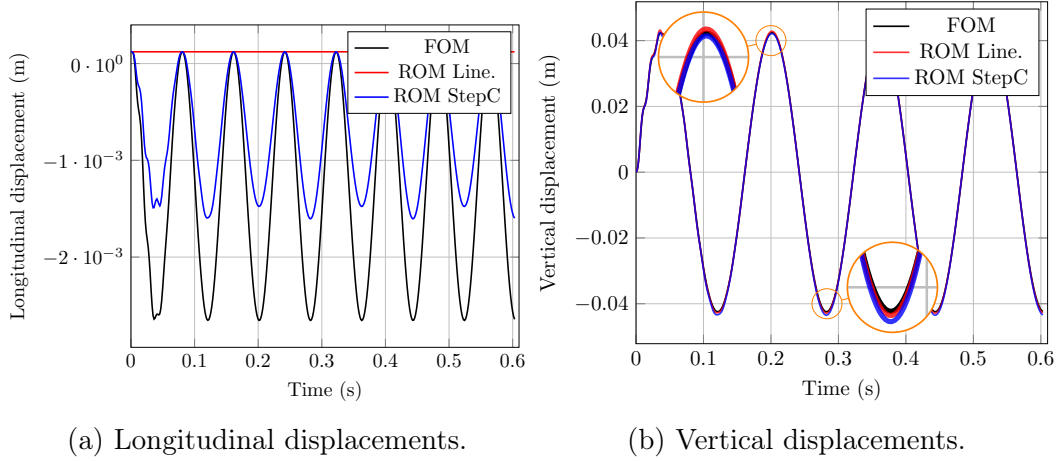 Longitudinal displacement (m)
0 · 10⁰
−1 · 10⁻³
−2 · 10⁻³
FOM
ROM Line.
ROM StepC
0 0.1 0.2 0.3 0.4 0.5 0.6
Time (s)
(a) Longitudinal displacements.
Vertical displacement (m)
0.04
0.02
0
−0.02
−0.04
FOM
ROM Line.
ROM StepC
0 0.1 0.2 0.3 0.4 0.5 0.6
Time (s)
(b) Vertical displacements.